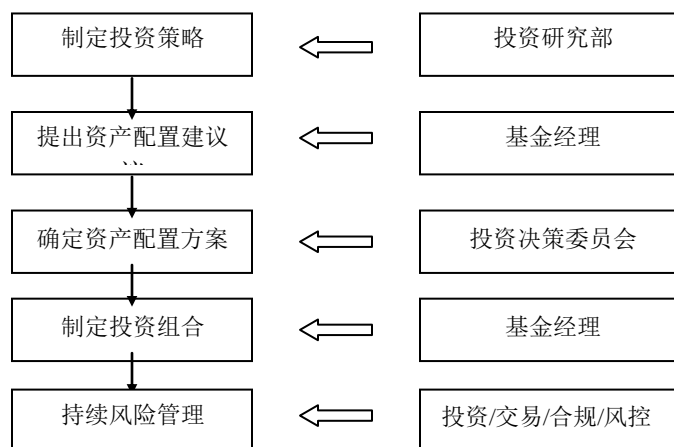 制定投资策略
投资研究部
提出资产配置建议
基金经理
确定资产配置方案
投资决策委员会
制定投资组合
基金经理
持续风险管理
投资/交易/合规/风控